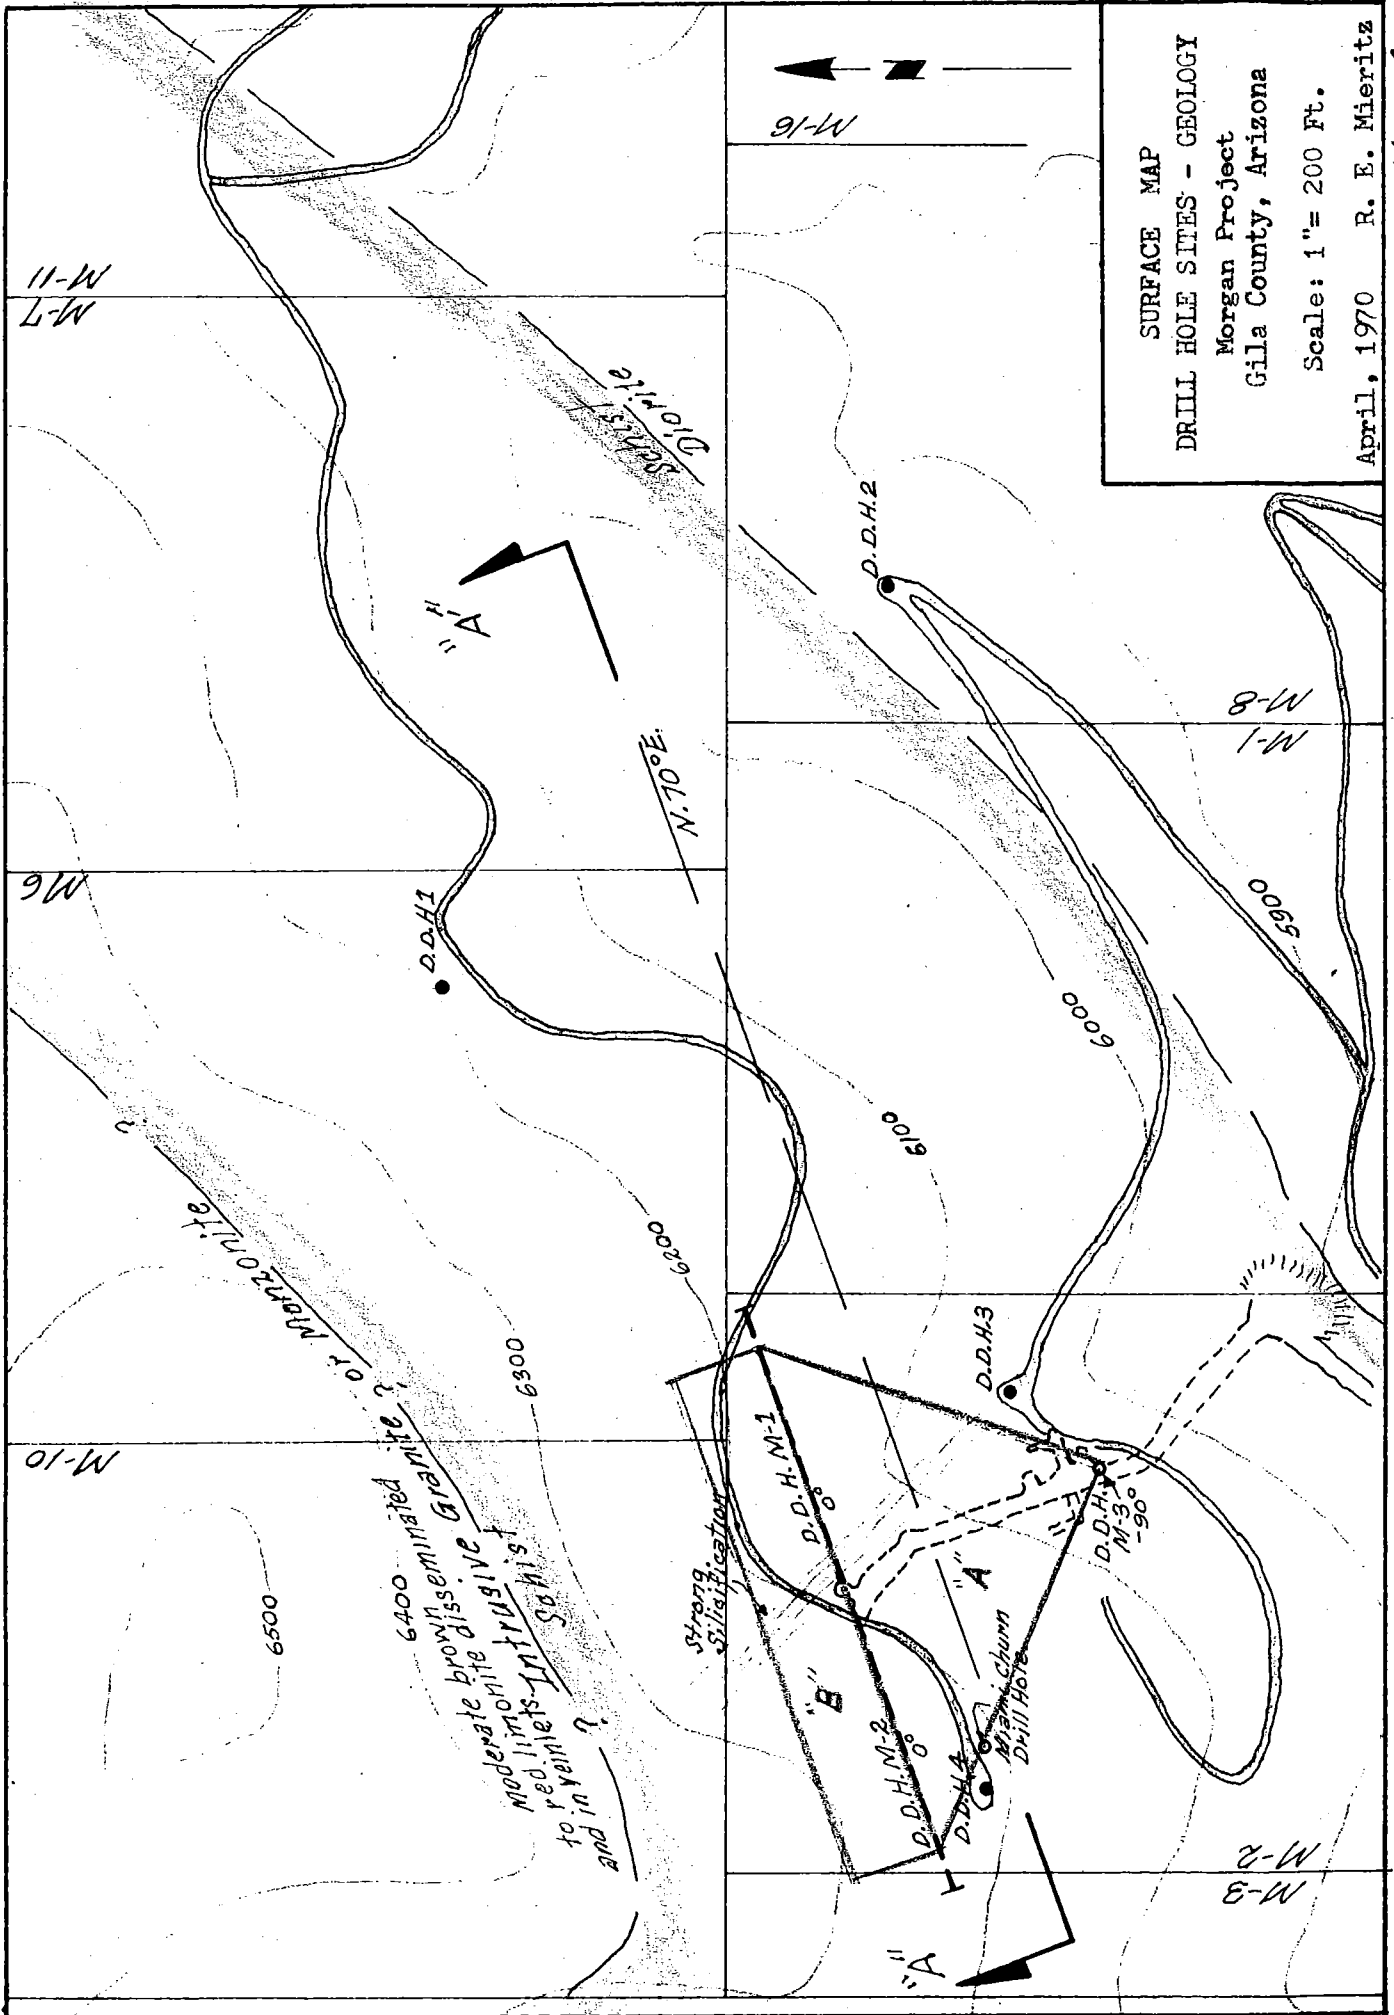 SURFACE MAP
DRILL HOLE SITES - GEOLOGY
Morgan Project
Gila County, Arizona
Scale: 1"= 200 Ft.
April, 1970 R. E. Mieritz
M-10
M6
M-7
M-11
M-16
M-3
M-2
M-1
M-8
N
6500
6400
6300
6200
6100
6000
5900
Moderate brown
to red limonite disseminated
and in veinlets
?
Intrusive Granite ?
or Monzonite
?
Schist
Schist
Diorite
D.D.H.1
D.D.H.2
D.D.H.3
D.D.H.4
"A"
"A'"
N.70°E.
Strong
Silicification
"B"
"A"
D.D.H.M-2
0°
D.D.H.M-1
0°
D.D.H.
M-3
-90°
Miami Churn
Drill Hole